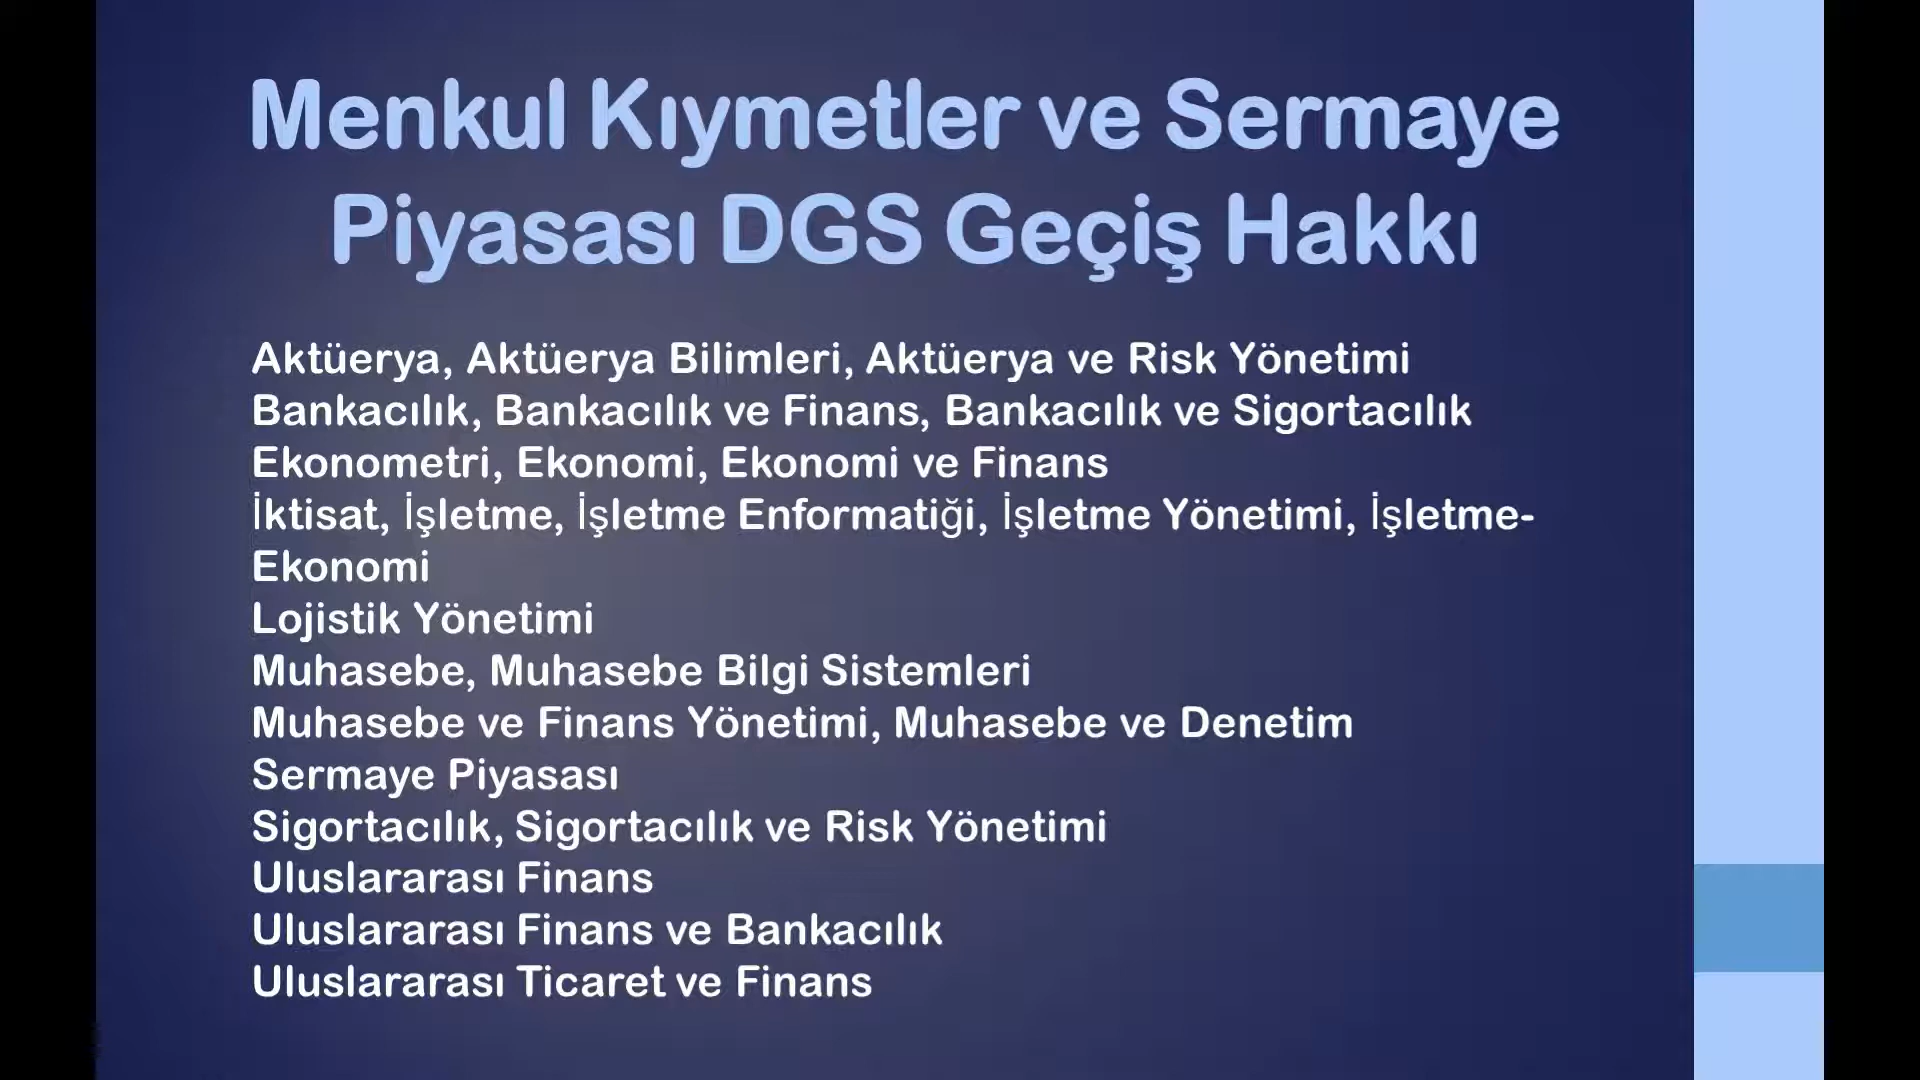 Menkul Kıymetler ve Sermaye
Piyasası DGS Geçiş Hakkı
Aktüerya, Aktüerya Bilimleri, Aktüerya ve Risk Yönetimi
Bankacılık, Bankacılık ve Finans, Bankacılık ve Sigortacılık
Ekonometri, Ekonomi, Ekonomi ve Finans
İktisat, İşletme, İşletme Enformatiği, İşletme Yönetimi, İşletme-
Ekonomi
Lojistik Yönetimi
Muhasebe, Muhasebe Bilgi Sistemleri
Muhasebe ve Finans Yönetimi, Muhasebe ve Denetim
Sermaye Piyasası
Sigortacılık, Sigortacılık ve Risk Yönetimi
Uluslararası Finans
Uluslararası Finans ve Bankacılık
Uluslararası Ticaret ve Finans